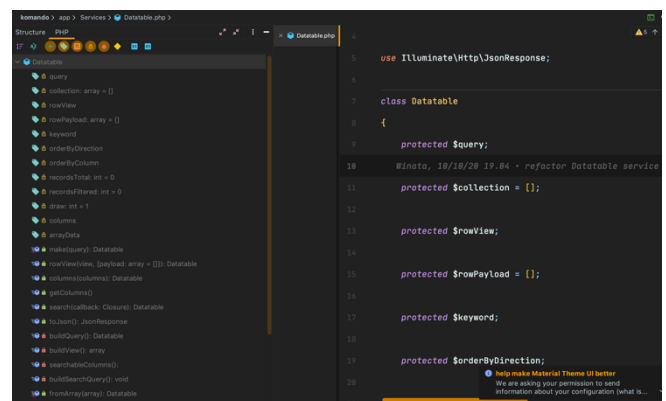 komando > app > Services > Datatable.php >
Structure PHP
Datatable
query
collection: array = []
rowView
rowPayload: array = []
keyword
orderByDirection
orderByColumn
recordsTotal: int = 0
recordsFiltered: int = 0
draw: int = 1
columns
arrayData
make(query): Datatable
rowView(view, [payload: array = []]): Datatable
columns(columns): Datatable
getColumns()
search(callback: Closure): Datatable
toJson(): JsonResponse
buildQuery(): Datatable
buildView(): array
searchableColumns():
buildSearchQuery(): void
fromArray(array): Datatable
× Datatable.php
5
4
5 use Illuminate\Http\JsonResponse;
6
7 class Datatable
8 {
9 protected $query;
10 Winata, 10/10/20 19.04 • refactor Datatable service
11 protected $collection = [];
12
13 protected $rowView;
14
15 protected $rowPayload = [];
16
17 protected $keyword;
18
19 protected $orderByDirection;
20
help make Material Theme UI better
We are asking your permission to send
information about your configuration (what is...